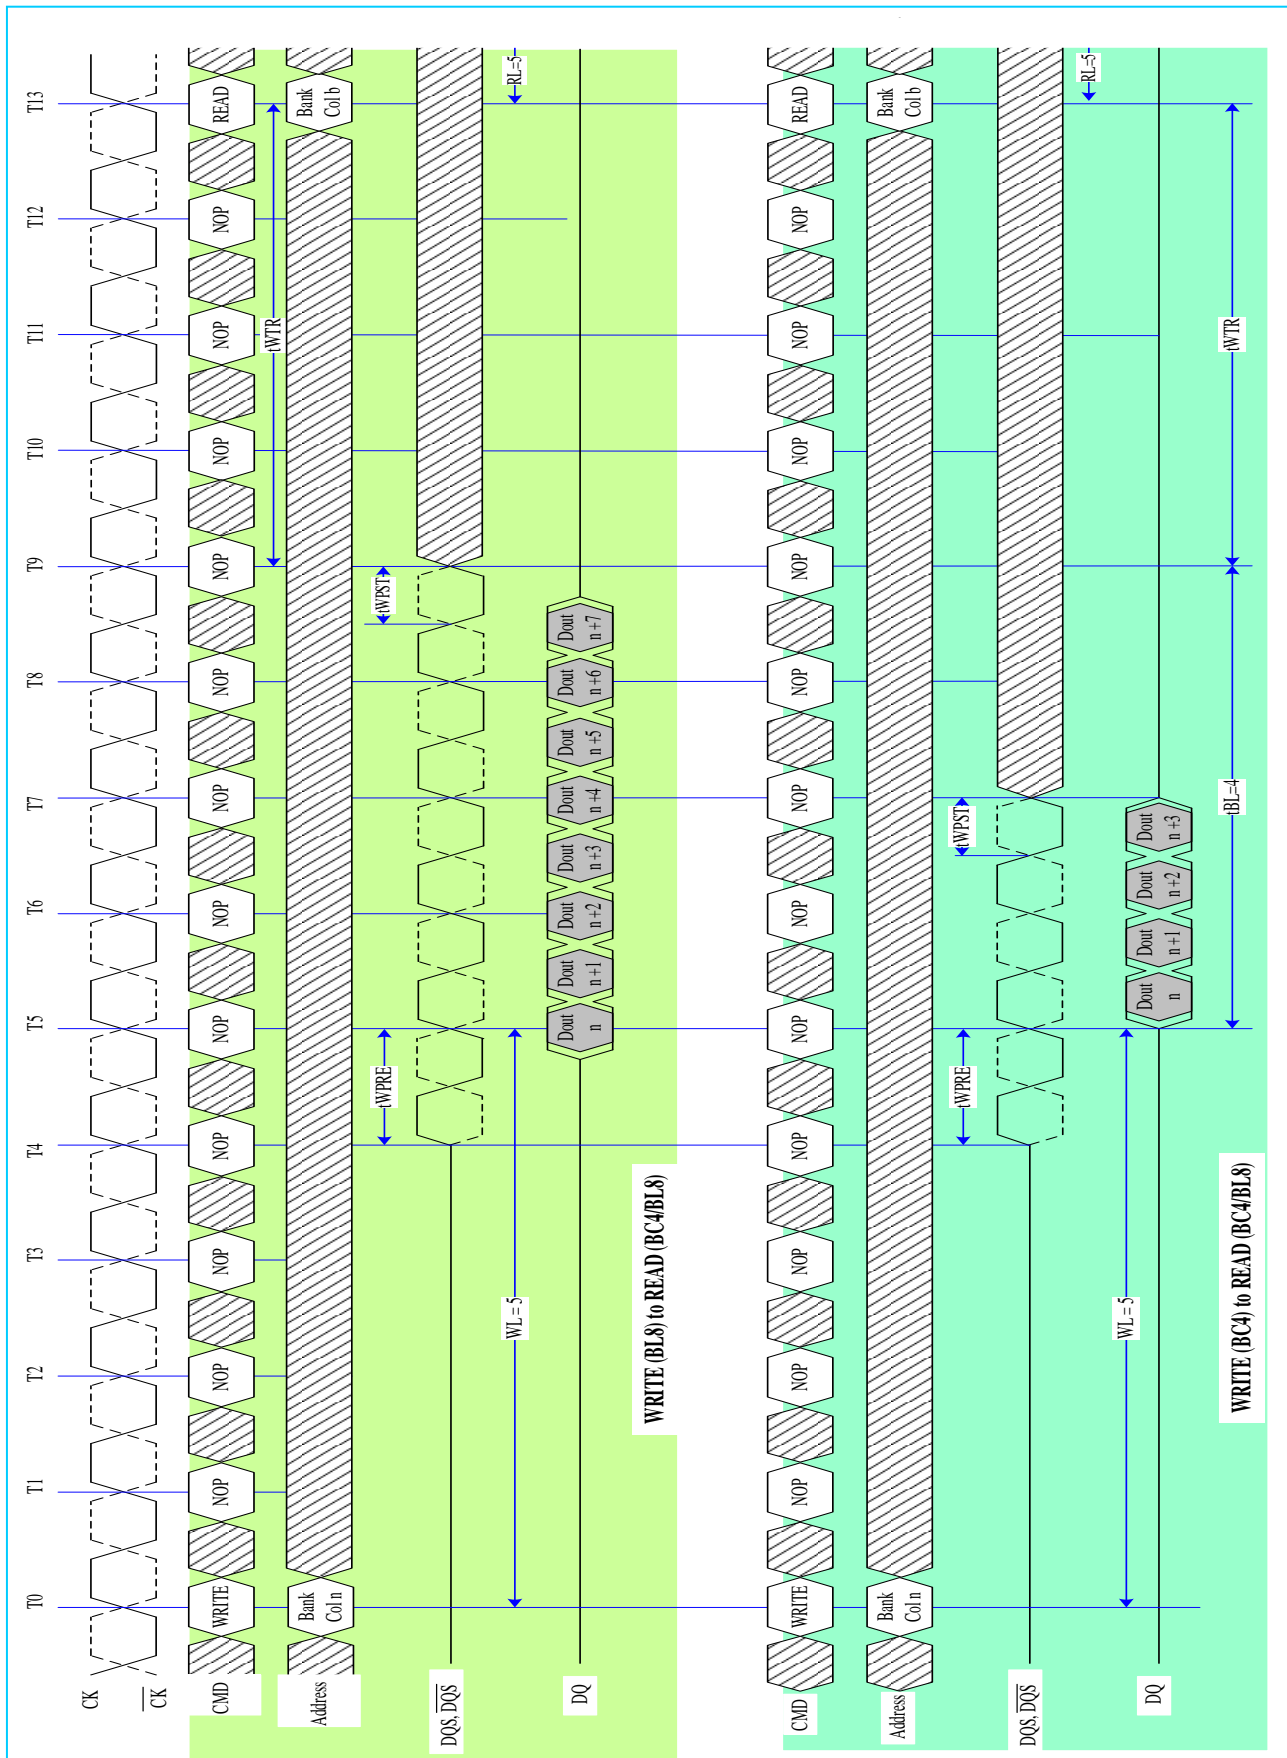 T0 T1 T2 T3 T4 T5 T6 T7 T8 T9 T10 T11 T12 T13
CK
CK
CMD
WRITE NOP NOP NOP NOP NOP NOP NOP NOP NOP NOP NOP NOP READ
tWTR
Address
Bank
Col n
Bank
Col b
tWPRE
tWPST
DQS, DQS
WL = 5
RL=5
DQ
Dout
n
Dout
n+1
Dout
n+2
Dout
n+3
Dout
n+4
Dout
n+5
Dout
n+6
Dout
n+7
WRITE (BL8) to READ (BC4/BL8)
CMD
WRITE NOP NOP NOP NOP NOP NOP NOP NOP NOP NOP NOP NOP READ
Address
Bank
Col n
Bank
Col b
tWPRE
tWPST
DQS, DQS
RL=5
WL = 5
DQ
Dout
n
Dout
n+1
Dout
n+2
Dout
n+3
tBL=4
tWTR
WRITE (BC4) to READ (BC4/BL8)